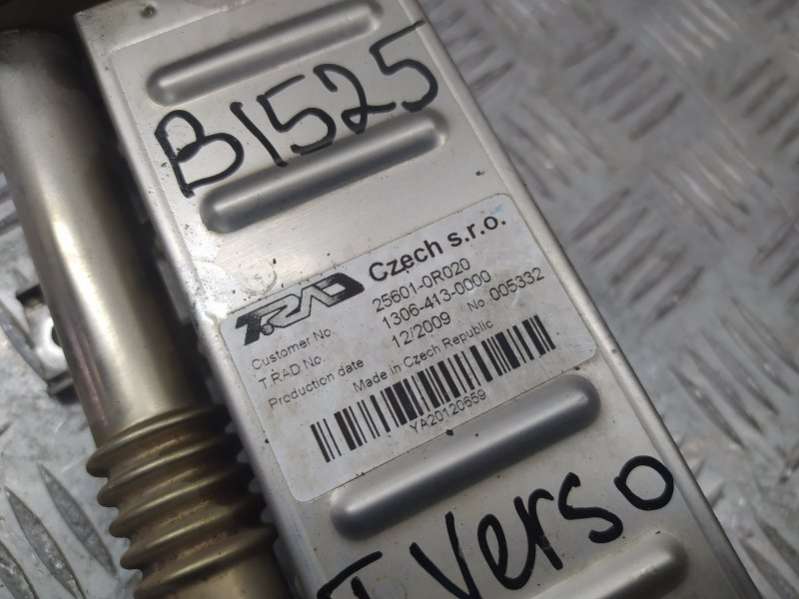 B1525
T.RAD Czech s.r.o.
Customer No. 25601-0R020
T.RAD No. 1306-413-0000
Production date 12/2009 No. 005332
Made in Czech Republic
YA20120659
T Verso